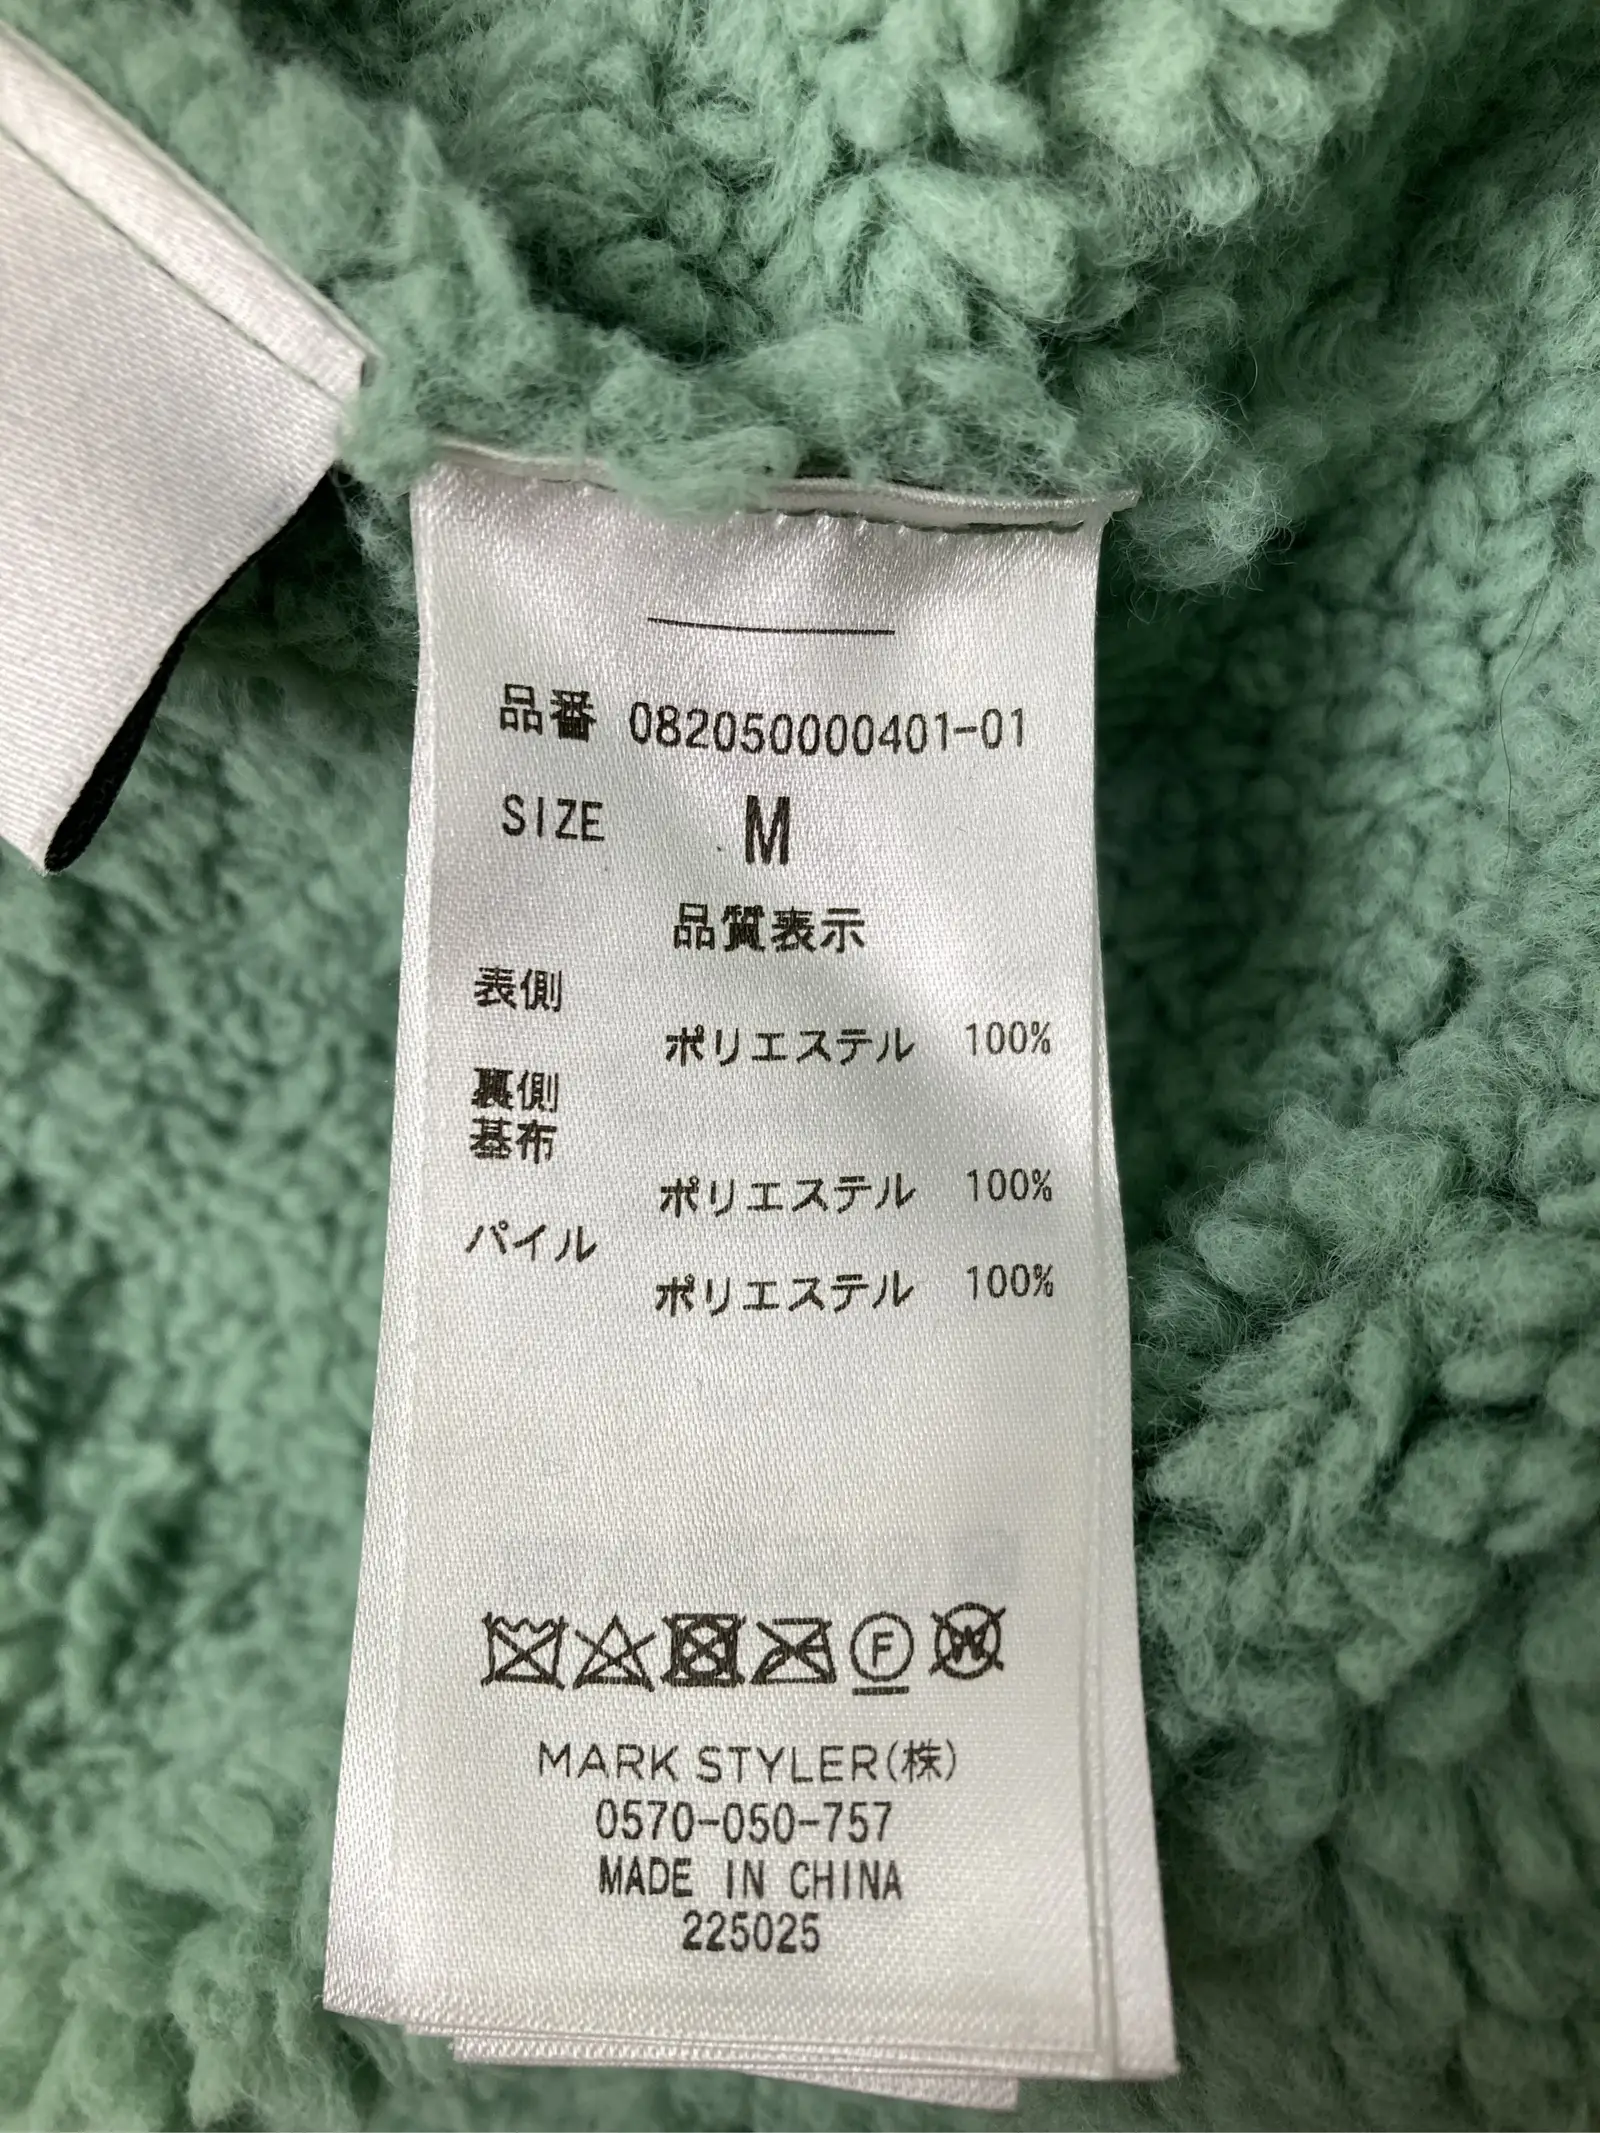 品番 082050000401-01
SIZE M
品質表示
表側
ポリエステル 100%
裏側
基布
ポリエステル 100%
パイル
ポリエステル 100%
F
W
MARK STYLER(株)
0570-050-757
MADE IN CHINA
225025